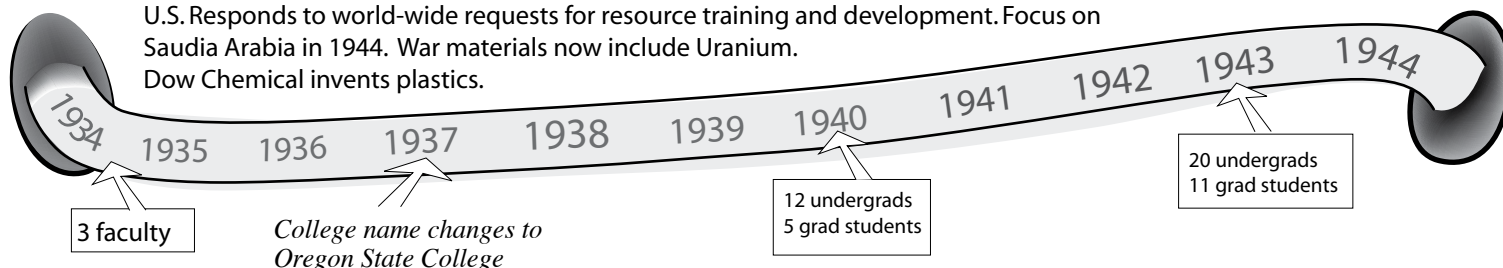 U.S. Responds to world-wide requests for resource training and development. Focus on
Saudia Arabia in 1944. War materials now include Uranium.
Dow Chemical invents plastics.
1934
1935
1936
1937
1938
1939
1940
1941
1942
1943
1944
3 faculty
College name changes to
Oregon State College
12 undergrads
5 grad students
20 undergrads
11 grad students